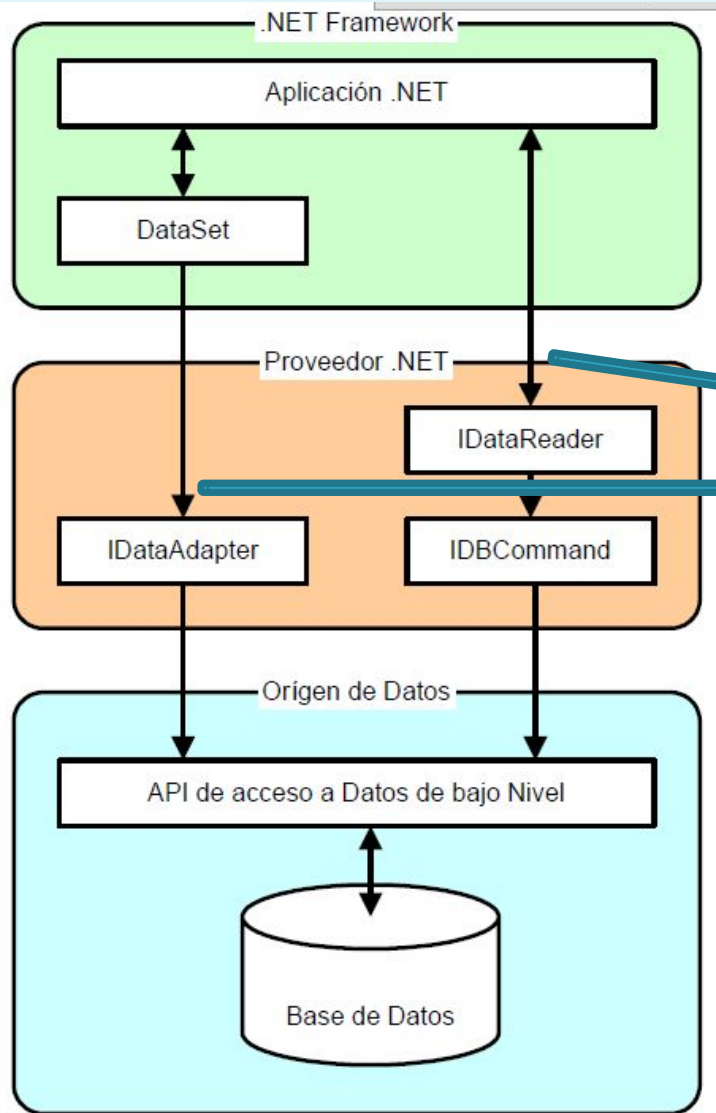 .NET Framework
Aplicación .NET
DataSet
Proveedor .NET
IDataReader
IDataAdapter
IDBCommand
Orígen de Datos
API de acceso a Datos de bajo Nivel
Base de Datos